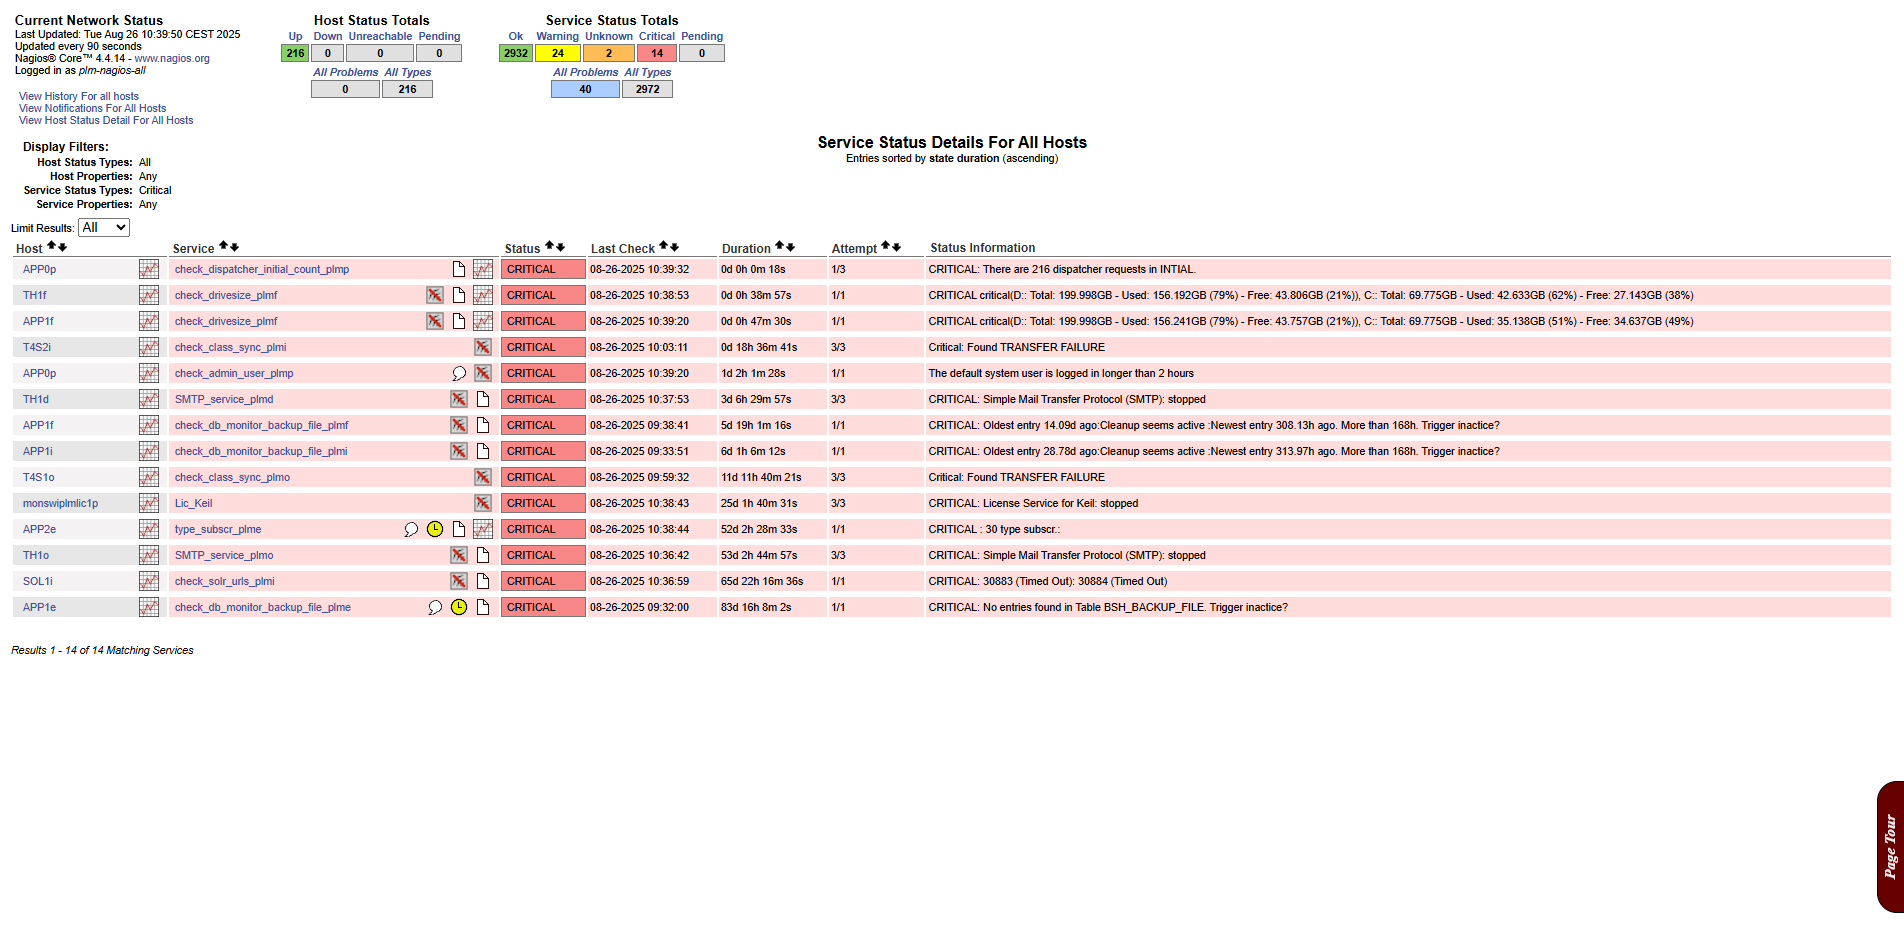 Current Network Status
Last Updated: Tue Aug 26 10:39:50 CEST 2025
Updated every 90 seconds
Nagios® Core™ 4.4.14 - www.nagios.org
Logged in as plm-nagios-all
View History For all hosts
View Notifications For All Hosts
View Host Status Detail For All Hosts
Host Status Totals
Up Down Unreachable Pending
216 0 0 0
All Problems All Types
0 216
Service Status Totals
Ok Warning Unknown Critical Pending
2932 24 2 14 0
All Problems All Types
40 2972
Display Filters:
Host Status Types: All
Host Properties: Any
Service Status Types: Critical
Service Properties: Any
Service Status Details For All Hosts
Entries sorted by state duration (ascending)
Limit Results: All
Host Service Status Last Check Duration Attempt Status Information
APP0p check_dispatcher_initial_count_plmp CRITICAL 08-26-2025 10:39:32 0d 0h 0m 18s 1/3 CRITICAL: There are 216 dispatcher requests in INTIAL.
TH1f check_drivesize_plmf CRITICAL 08-26-2025 10:38:53 0d 0h 38m 57s 1/1 CRITICAL critical(D:: Total: 199.998GB - Used: 156.192GB (79%) - Free: 43.806GB (21%)), C:: Total: 69.775GB - Used: 42.633GB (62%) - Free: 27.143GB (38%)
APP1f check_drivesize_plmf CRITICAL 08-26-2025 10:39:20 0d 0h 47m 30s 1/1 CRITICAL critical(D:: Total: 199.998GB - Used: 156.241GB (79%) - Free: 43.757GB (21%)), C:: Total: 69.775GB - Used: 35.138GB (51%) - Free: 34.637GB (49%)
T4S2i check_class_sync_plmi CRITICAL 08-26-2025 10:03:11 0d 18h 36m 41s 3/3 Critical: Found TRANSFER FAILURE
APP0p check_admin_user_plmp CRITICAL 08-26-2025 10:39:20 1d 2h 1m 28s 1/1 The default system user is logged in longer than 2 hours
TH1d SMTP_service_plmd CRITICAL 08-26-2025 10:37:53 3d 6h 29m 57s 3/3 CRITICAL: Simple Mail Transfer Protocol (SMTP): stopped
APP1f check_db_monitor_backup_file_plmf CRITICAL 08-26-2025 09:38:41 5d 19h 1m 16s 1/1 CRITICAL: Oldest entry 14.09d ago:Cleanup seems active :Newest entry 308.13h ago. More than 168h. Trigger inactice?
APP1i check_db_monitor_backup_file_plmi CRITICAL 08-26-2025 09:33:51 6d 1h 6m 12s 1/1 CRITICAL: Oldest entry 28.78d ago:Cleanup seems active :Newest entry 313.97h ago. More than 168h. Trigger inactice?
T4S1o check_class_sync_plmo CRITICAL 08-26-2025 09:59:32 11d 11h 40m 21s 3/3 Critical: Found TRANSFER FAILURE
monswiplmlic1p Lic_Keil CRITICAL 08-26-2025 10:38:43 25d 1h 40m 31s 3/3 CRITICAL: License Service for Keil: stopped
APP2e type_subscr_plme CRITICAL 08-26-2025 10:38:44 52d 2h 28m 33s 1/1 CRITICAL : 30 type subscr.:
TH1o SMTP_service_plmo CRITICAL 08-26-2025 10:36:42 53d 2h 44m 57s 3/3 CRITICAL: Simple Mail Transfer Protocol (SMTP): stopped
SOL1i check_solr_urls_plmi CRITICAL 08-26-2025 10:36:59 65d 22h 16m 36s 1/1 CRITICAL: 30883 (Timed Out): 30884 (Timed Out)
APP1e check_db_monitor_backup_file_plme CRITICAL 08-26-2025 09:32:00 83d 16h 8m 2s 1/1 CRITICAL: No entries found in Table BSH_BACKUP_FILE. Trigger inactice?
Results 1 - 14 of 14 Matching Services
Page Tour